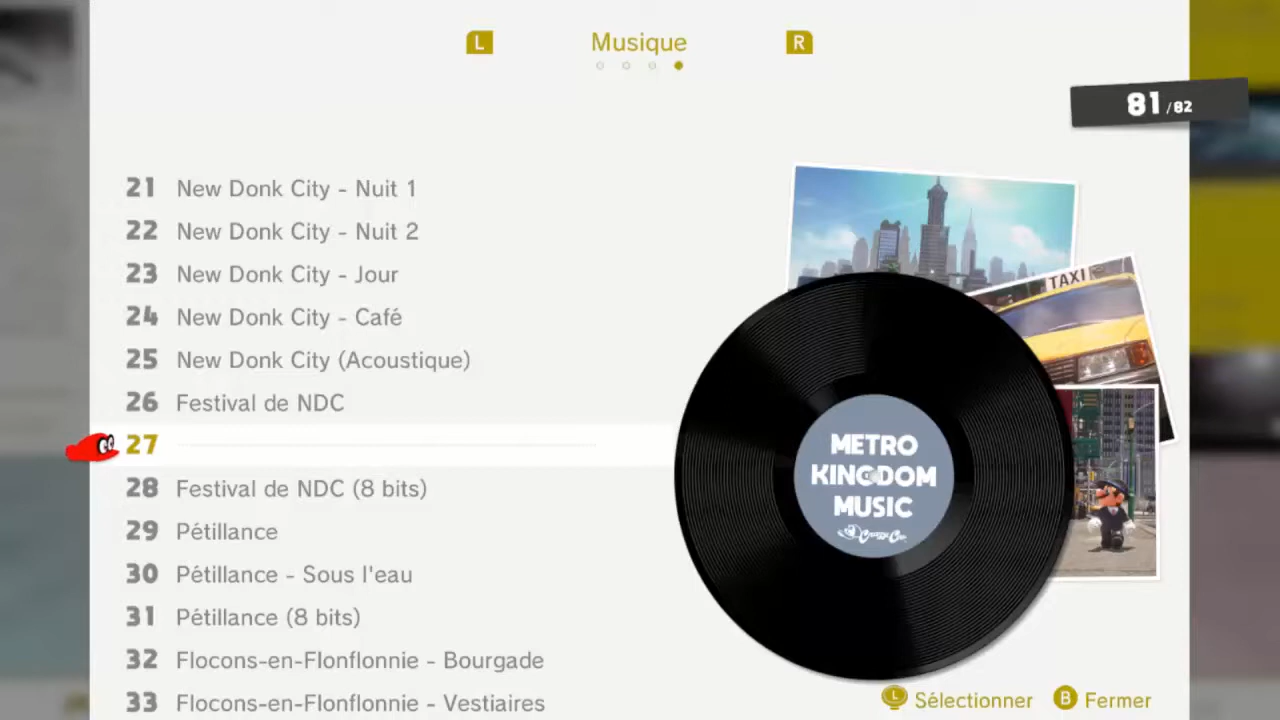 L Musique R
81/82
21 New Donk City - Nuit 1
22 New Donk City - Nuit 2
23 New Donk City - Jour
24 New Donk City - Café
25 New Donk City (Acoustique)
26 Festival de NDC
27
28 Festival de NDC (8 bits)
29 Pétillance
30 Pétillance - Sous l'eau
31 Pétillance (8 bits)
32 Flocons-en-Flonflonnie - Bourgade
33 Flocons-en-Flonflonnie - Vestiaires
TAXI
METRO
KINGDOM
MUSIC
L Sélectionner B Fermer